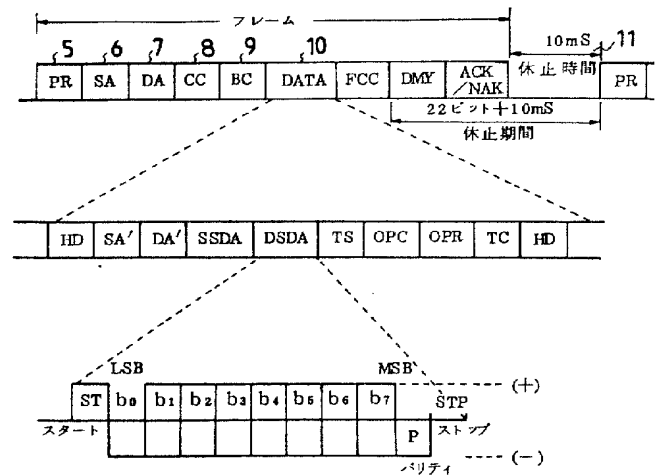 フレーム
5 6 7 8 9 10 10mS 11
PR SA DA CC BC DATA FCC DMY ACK/NAK 休止時間 PR
22ビット+10mS
休止期間
HD SA′ DA′ SSDA DSDA TS OPC OPR TC HD
LSB MSB
ST b0 b1 b2 b3 b4 b5 b6 b7 (+)
STP
スタート P ストップ
(−)
パリティ